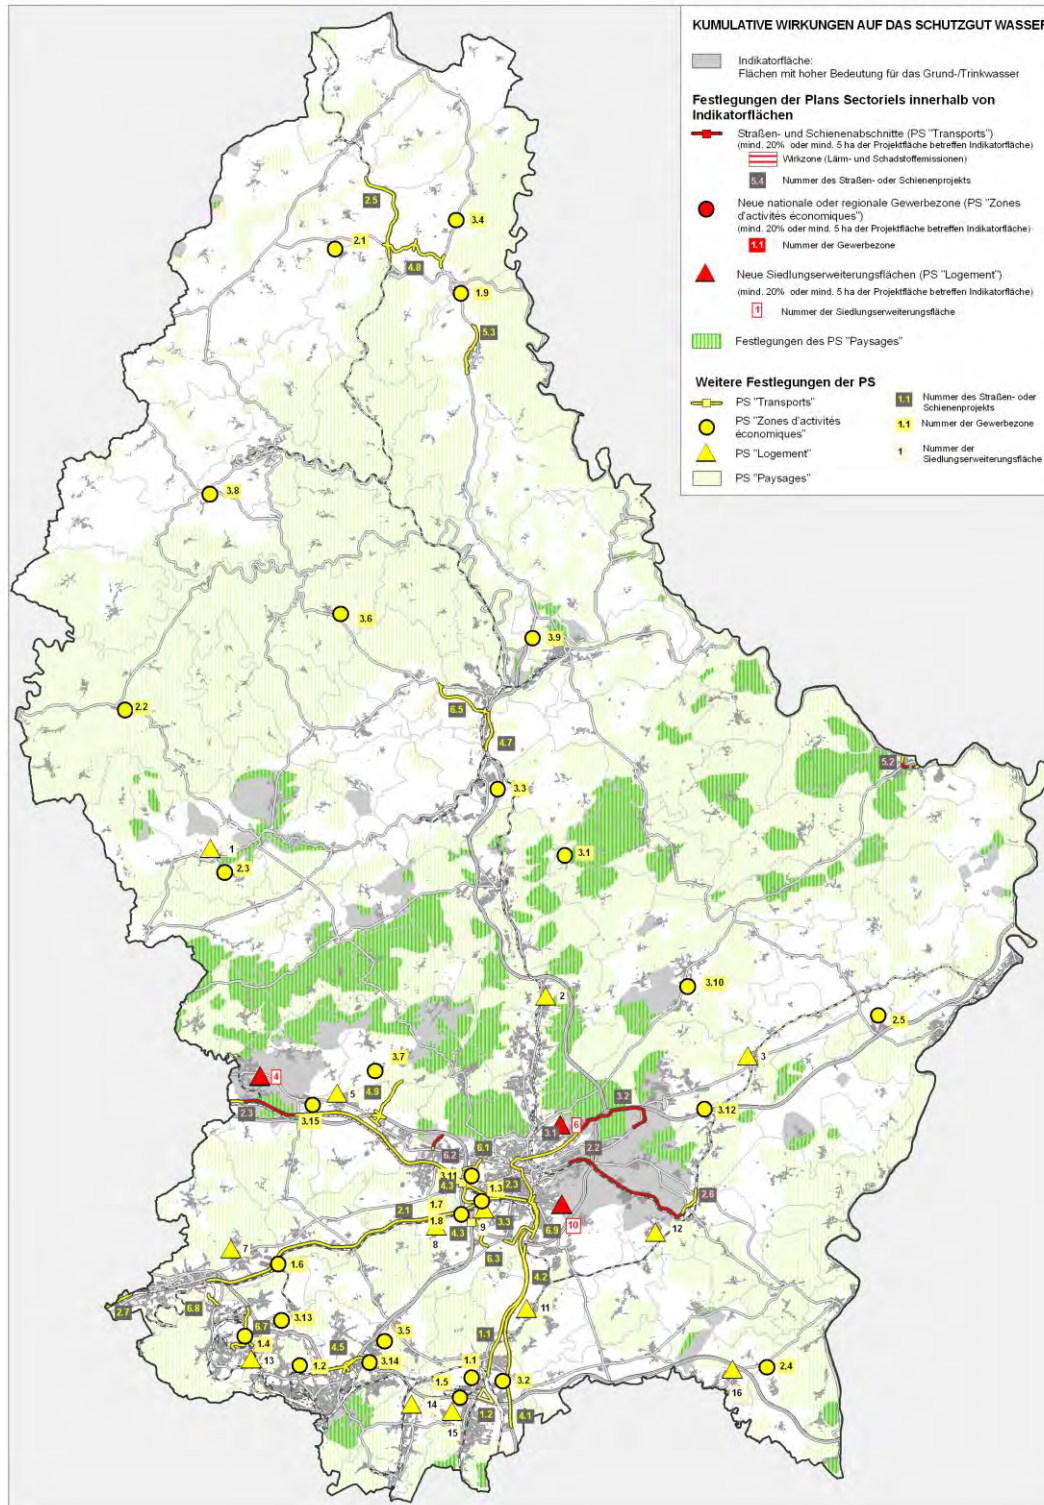 KUMULATIVE WIRKUNGEN AUF DAS SCHUTZGUT WASSER
Indikatorfläche:
Flächen mit hoher Bedeutung für das Grund-/Trinkwasser
Festlegungen der Plans Sectoriels innerhalb von
Indikatorflächen
Straßen- und Schienenabschnitte (PS "Transports")
(mind. 20% oder mind. 5 ha der Projektfläche betreffen Indikatorfläche)
Wirkzone (Lärm- und Schadstoffemissionen)
5.4 Nummer des Straßen- oder Schienenprojekts
Neue nationale oder regionale Gewerbezone (PS "Zones
d'activités économiques")
(mind. 20% oder mind. 5 ha der Projektfläche betreffen Indikatorfläche)
1.1 Nummer der Gewerbezone
Neue Siedlungserweiterungsflächen (PS "Logement")
(mind. 20% oder mind. 5 ha der Projektfläche betreffen Indikatorfläche)
1 Nummer der Siedlungserweiterungsfläche
Festlegungen des PS "Paysages"
Weitere Festlegungen der PS
PS "Transports"
1.1 Nummer des Straßen- oder
Schienenprojekts
PS "Zones d'activités
économiques"
1.1 Nummer der Gewerbezone
PS "Logement"
1 Nummer der
Siedlungserweiterungsfläche
PS "Paysages"
2.5
3.4
2.1
4.8
1.9
5.3
3.8
3.6
3.9
2.2
6.5
4.7
5.2
3.3
1
2.3
3.1
3.10
2
2.5
3
3.7
4
4.9
5
2.3
3.15
3.2
3.12
6
3.1
6.2
6.1
2.2
3.11
4.3
2.3
1.3
2.6
1.7
2.1
1.8
4.3
9
3.3
6.9
10
12
8
6.3
7
1.6
4.2
2.7
6.8
11
3.13
6.7
1.4
4.5
3.5
1.1
13
1.2
3.14
1.1
3.2
2.4
1.5
16
14
1.2
15
4.1